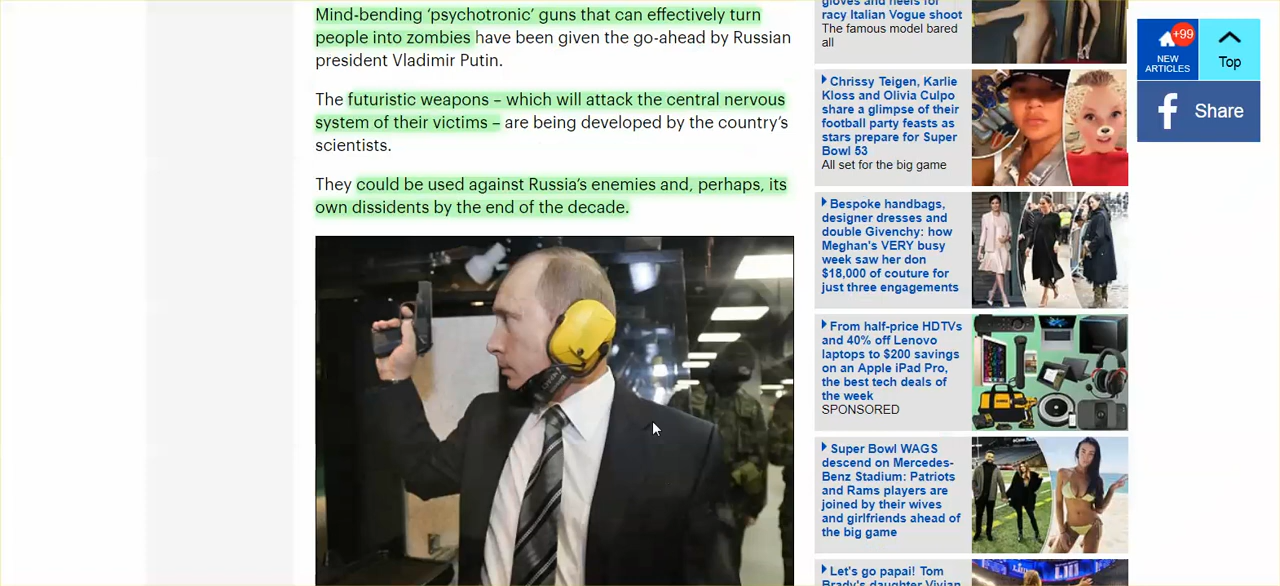 Mind-bending ‘psychotronic’ guns that can effectively turn
people into zombies have been given the go-ahead by Russian
president Vladimir Putin.
The futuristic weapons – which will attack the central nervous
system of their victims – are being developed by the country’s
scientists.
They could be used against Russia’s enemies and, perhaps, its
own dissidents by the end of the decade.
gloves and heels for
racy Italian Vogue shoot
The famous model bared
all
Chrissy Teigen, Karlie
Kloss and Olivia Culpo
share a glimpse of their
football party feasts as
stars prepare for Super
Bowl 53
All set for the big game
Bespoke handbags,
designer dresses and
double Givenchy: how
Meghan's VERY busy
week saw her don
$18,000 of couture for
just three engagements
From half-price HDTVs
and 40% off Lenovo
laptops to $200 savings
on an Apple iPad Pro,
the best tech deals of
the week
SPONSORED
Super Bowl WAGS
descend on Mercedes-
Benz Stadium: Patriots
and Rams players are
joined by their wives
and girlfriends ahead of
the big game
Let's go papai! Tom
Brady's daughter Vivian
+99
NEW
ARTICLES
Top
Share